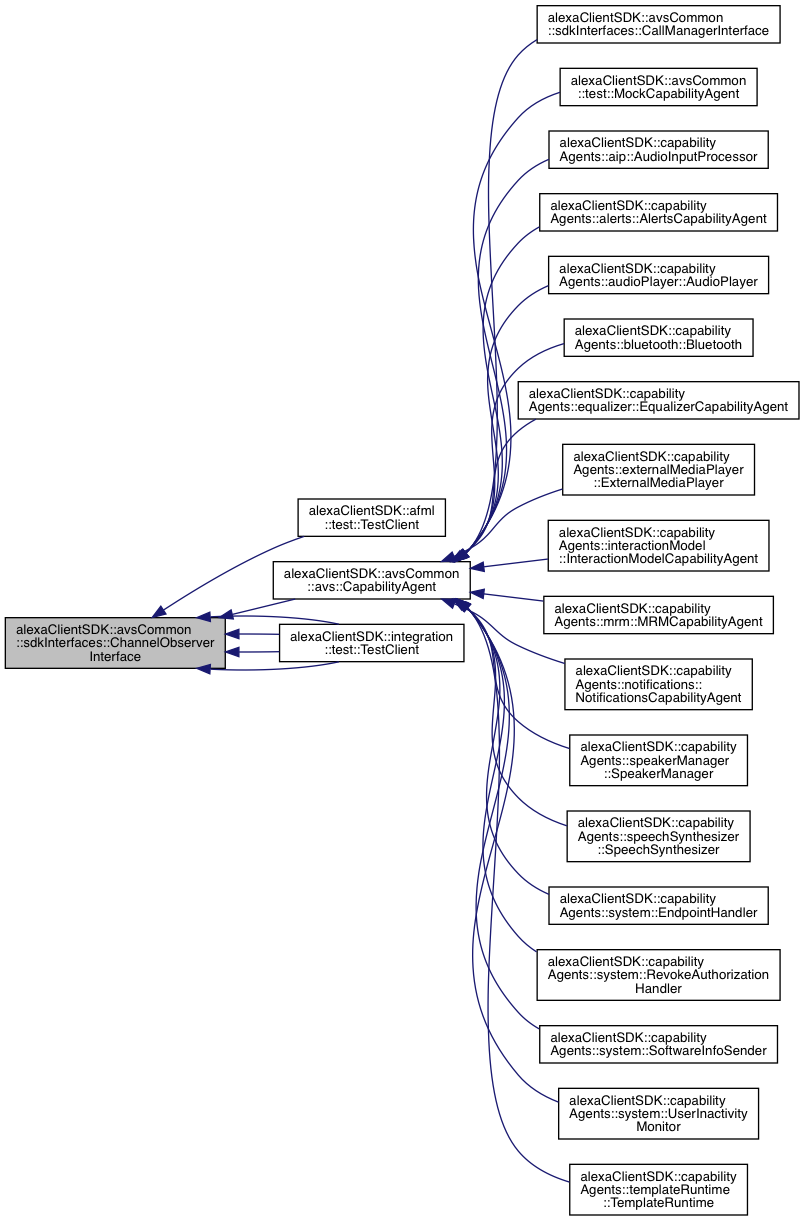 alexaClientSDK::avsCommon
::sdkInterfaces::CallManagerInterface
alexaClientSDK::avsCommon
::test::MockCapabilityAgent
alexaClientSDK::capability
Agents::aip::AudioInputProcessor
alexaClientSDK::capability
Agents::alerts::AlertsCapabilityAgent
alexaClientSDK::capability
Agents::audioPlayer::AudioPlayer
alexaClientSDK::capability
Agents::bluetooth::Bluetooth
alexaClientSDK::capability
Agents::equalizer::EqualizerCapabilityAgent
alexaClientSDK::capability
Agents::externalMediaPlayer
::ExternalMediaPlayer
alexaClientSDK::afml
::test::TestClient
alexaClientSDK::capability
Agents::interactionModel
::InteractionModelCapabilityAgent
alexaClientSDK::avsCommon
::avs::CapabilityAgent
alexaClientSDK::capability
Agents::mrm::MRMCapabilityAgent
alexaClientSDK::avsCommon
::sdkInterfaces::ChannelObserver
Interface
alexaClientSDK::integration
::test::TestClient
alexaClientSDK::capability
Agents::notifications::
NotificationsCapabilityAgent
alexaClientSDK::capability
Agents::speakerManager
::SpeakerManager
alexaClientSDK::capability
Agents::speechSynthesizer
::SpeechSynthesizer
alexaClientSDK::capability
Agents::system::EndpointHandler
alexaClientSDK::capability
Agents::system::RevokeAuthorization
Handler
alexaClientSDK::capability
Agents::system::SoftwareInfoSender
alexaClientSDK::capability
Agents::system::UserInactivity
Monitor
alexaClientSDK::capability
Agents::templateRuntime
::TemplateRuntime